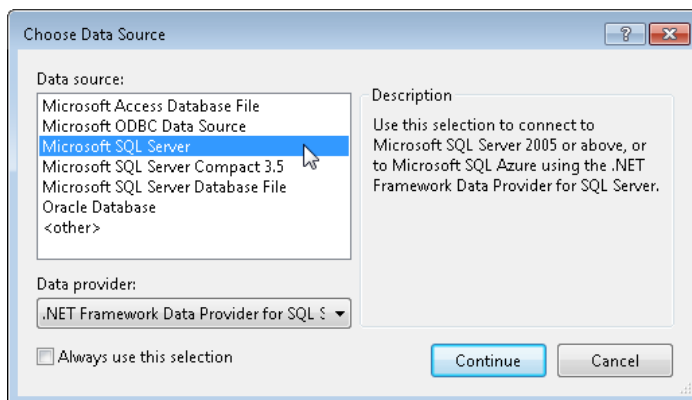 Choose Data Source
?
Data source:
Microsoft Access Database File
Microsoft ODBC Data Source
Microsoft SQL Server
Microsoft SQL Server Compact 3.5
Microsoft SQL Server Database File
Oracle Database
<other>
Description
Use this selection to connect to
Microsoft SQL Server 2005 or above, or
to Microsoft SQL Azure using the .NET
Framework Data Provider for SQL Server.
Data provider:
.NET Framework Data Provider for SQL S
Always use this selection
Continue
Cancel